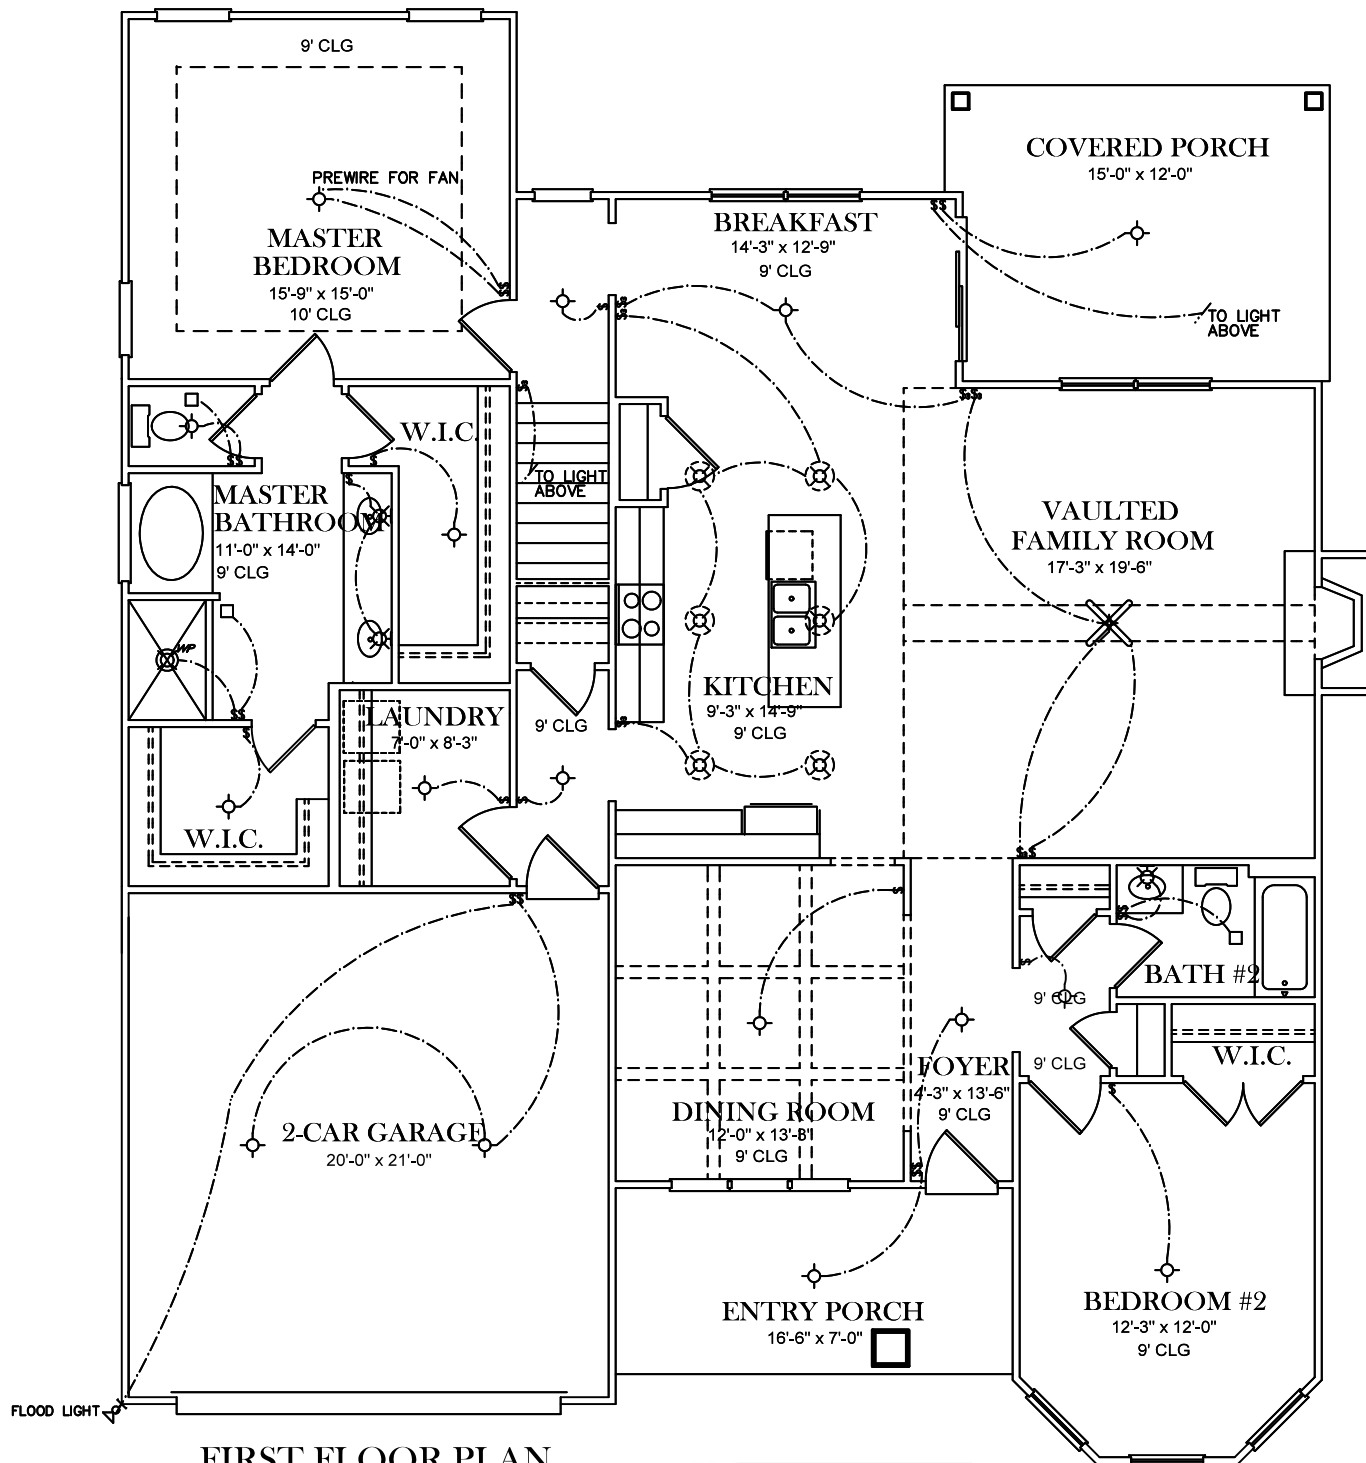 9' CLG
PREWIRE FOR FAN
MASTER
BEDROOM
15'-9" x 15'-0"
10' CLG
COVERED PORCH
15'-0" x 12'-0"
TO LIGHT
ABOVE
BREAKFAST
14'-3" x 12'-9"
9' CLG
W.I.C.
TO LIGHT
ABOVE
MASTER
BATHROOM
11'-0" x 14'-0"
9' CLG
WP
VAULTED
FAMILY ROOM
17'-3" x 19'-6"
KITCHEN
9'-3" x 14'-9"
9' CLG
LAUNDRY
7'-0" x 8'-3"
9' CLG
W.I.C.
BATH #2
9' CLG
9' CLG
W.I.C.
FOYER
4'-3" x 13'-6"
9' CLG
DINING ROOM
12'-0" x 13'-8"
9' CLG
2-CAR GARAGE
20'-0" x 21'-0"
ENTRY PORCH
16'-6" x 7'-0"
BEDROOM #2
12'-3" x 12'-0"
9' CLG
FLOOD LIGHT
FIRST FLOOR PLAN